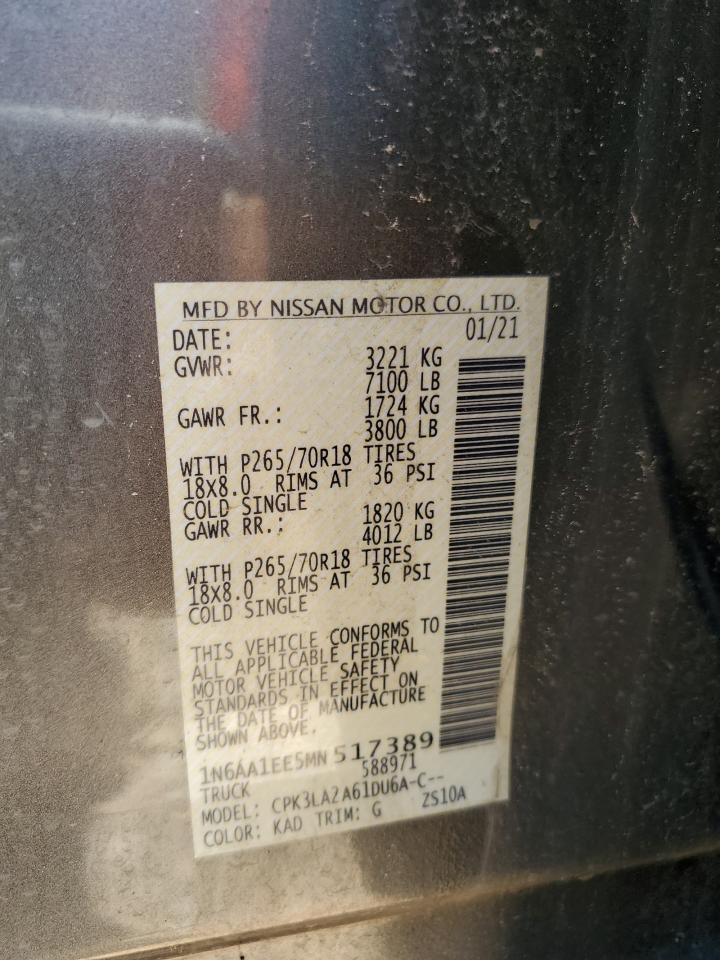 MFD BY NISSAN MOTOR CO., LTD.
DATE: 01/21
GVWR: 3221 KG
7100 LB
GAWR FR.: 1724 KG
3800 LB
WITH P265/70R18 TIRES
18X8.0 RIMS AT 36 PSI
COLD SINGLE
GAWR RR.: 1820 KG
4012 LB
WITH P265/70R18 TIRES
18X8.0 RIMS AT 36 PSI
COLD SINGLE
THIS VEHICLE CONFORMS TO
ALL APPLICABLE FEDERAL
MOTOR VEHICLE SAFETY
STANDARDS IN EFFECT ON
THE DATE OF MANUFACTURE
SHOWN ABOVE.
1N6AA1EE5MN 517389
TRUCK 588971
MODEL: CPK3LA2A61DU6A-C--
COLOR: KAD TRIM: G ZS10A